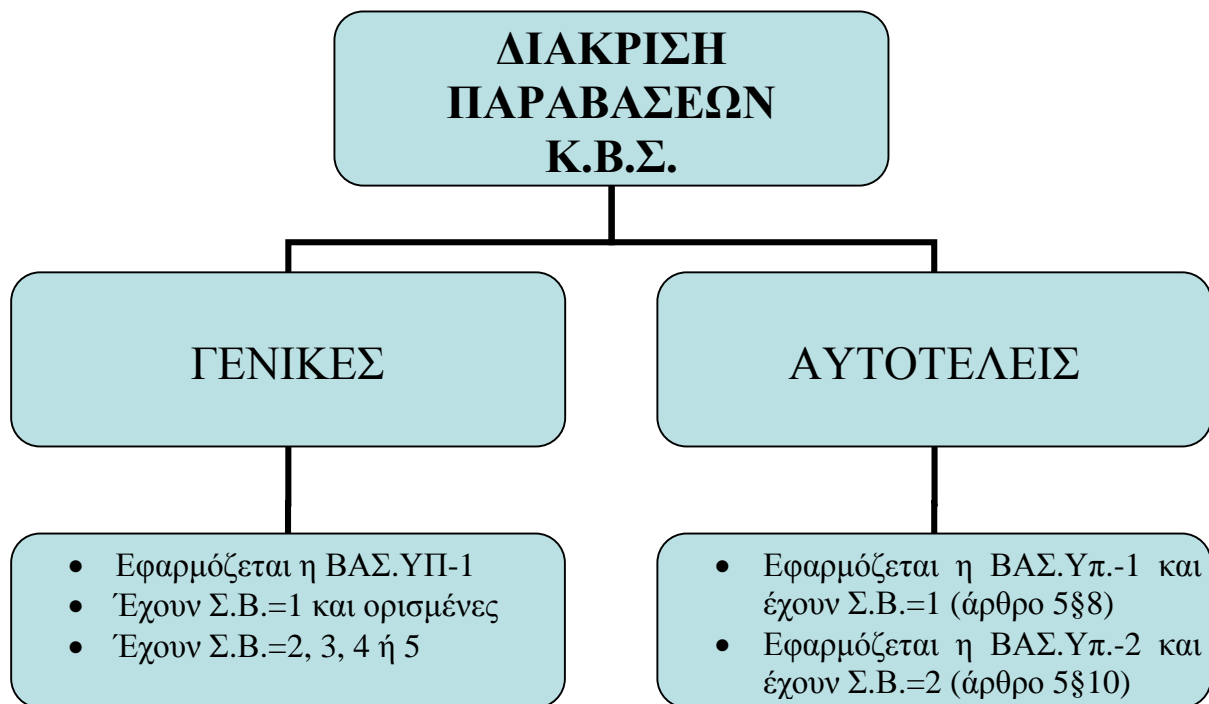 ΔΙΑΚΡΙΣΗ
ΠΑΡΑΒΑΣΕΩΝ
Κ.Β.Σ.
ΓΕΝΙΚΕΣ
ΑΥΤΟΤΕΛΕΙΣ
• Εφαρμόζεται η ΒΑΣ.ΥΠ-1
• Έχουν Σ.Β.=1 και ορισμένες
• Έχουν Σ.Β.=2, 3, 4 ή 5
• Εφαρμόζεται η ΒΑΣ.Υπ.-1 και
έχουν Σ.Β.=1 (άρθρο 5§8)
• Εφαρμόζεται η ΒΑΣ.Υπ.-2 και
έχουν Σ.Β.=2 (άρθρο 5§10)